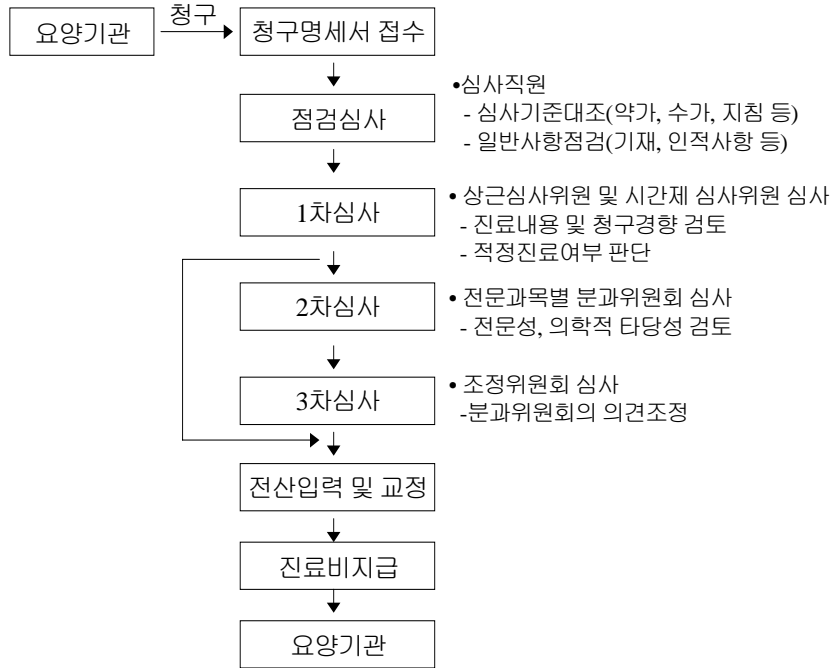 요양기관
청구
청구명세서 접수
점검심사
•심사직원
- 심사기준대조(약가, 수가, 지침 등)
- 일반사항점검(기재, 인적사항 등)
1차심사
• 상근심사위원 및 시간제 심사위원 심사
- 진료내용 및 청구경향 검토
- 적정진료여부 판단
2차심사
• 전문과목별 분과위원회 심사
- 전문성, 의학적 타당성 검토
3차심사
• 조정위원회 심사
-분과위원회의 의견조정
전산입력 및 교정
진료비지급
요양기관